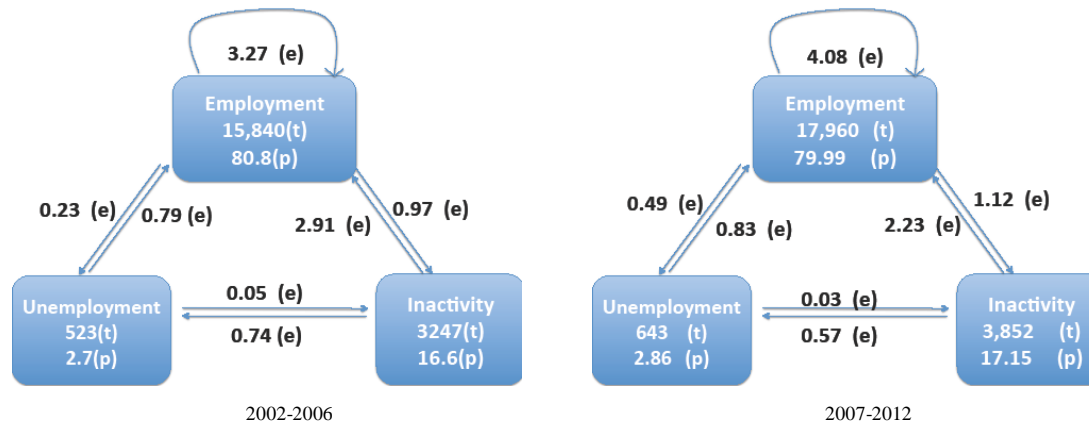 3.27 (e)
Employment
15,840(t)
80.8(p)
0.23 (e)
0.79 (e)
2.91 (e)
0.97 (e)
Unemployment
523(t)
2.7(p)
0.05 (e)
0.74 (e)
Inactivity
3247(t)
16.6(p)
2002-2006
4.08 (e)
Employment
17,960 (t)
79.99 (p)
0.49 (e)
0.83 (e)
2.23 (e)
1.12 (e)
Unemployment
643 (t)
2.86 (p)
0.03 (e)
0.57 (e)
Inactivity
3,852 (t)
17.15 (p)
2007-2012